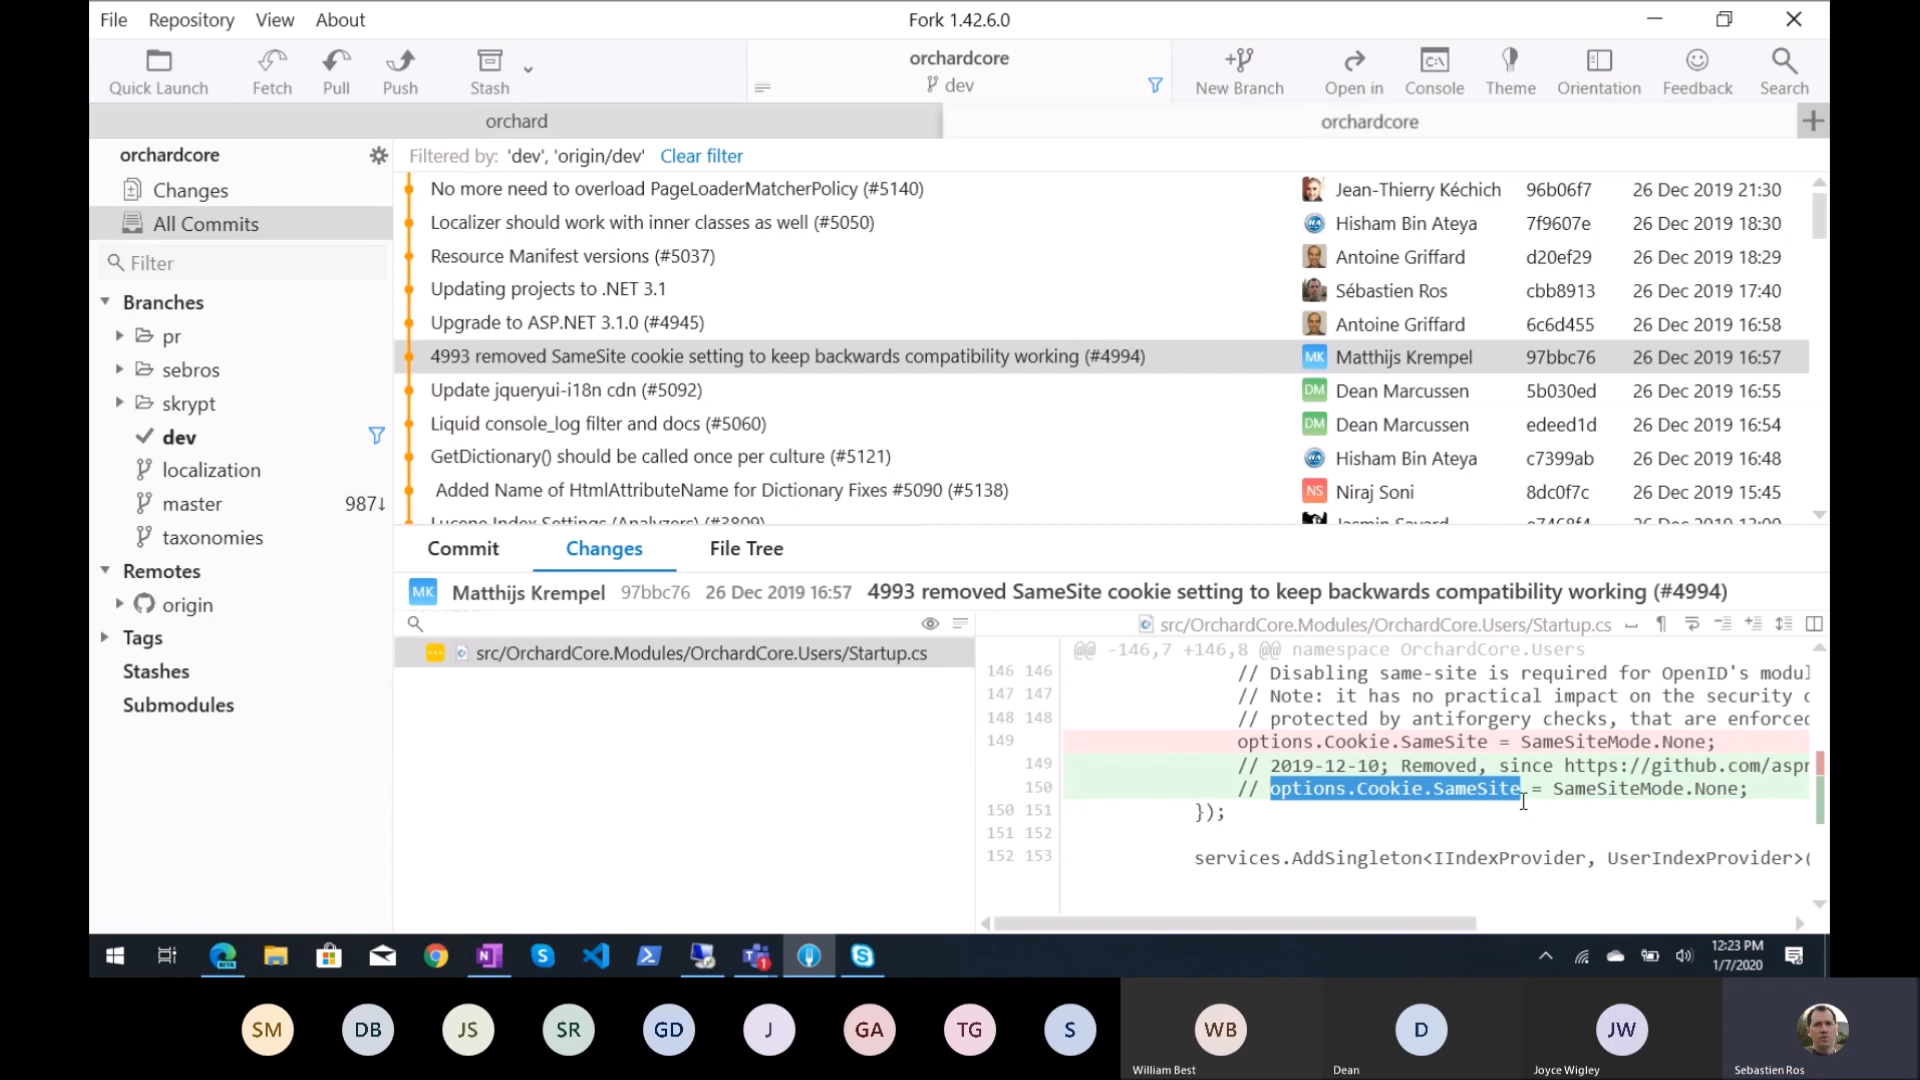 File Repository View About Fork 1.42.6.0
Quick Launch Fetch Pull Push Stash orchardcore dev New Branch Open in Console Theme Orientation Feedback Search
orchard orchardcore
orchardcore
Changes
All Commits
Filter
Branches
pr
sebros
skrypt
dev
localization
master 987↓
taxonomies
Remotes
origin
Tags
Stashes
Submodules
Filtered by: 'dev', 'origin/dev' Clear filter
No more need to overload PageLoaderMatcherPolicy (#5140) Jean-Thierry Kéchich 96b06f7 26 Dec 2019 21:30
Localizer should work with inner classes as well (#5050) Hisham Bin Ateya 7f9607e 26 Dec 2019 18:30
Resource Manifest versions (#5037) Antoine Griffard d20ef29 26 Dec 2019 18:29
Updating projects to .NET 3.1 Sébastien Ros cbb8913 26 Dec 2019 17:40
Upgrade to ASP.NET 3.1.0 (#4945) Antoine Griffard 6c6d455 26 Dec 2019 16:58
4993 removed SameSite cookie setting to keep backwards compatibility working (#4994) MK Matthijs Krempel 97bbc76 26 Dec 2019 16:57
Update jqueryui-i18n cdn (#5092) DM Dean Marcussen 5b030ed 26 Dec 2019 16:55
Liquid console_log filter and docs (#5060) DM Dean Marcussen edeed1d 26 Dec 2019 16:54
GetDictionary() should be called once per culture (#5121) Hisham Bin Ateya c7399ab 26 Dec 2019 16:48
Added Name of HtmlAttributeName for Dictionary Fixes #5090 (#5138) NS Niraj Soni 8dc0f7c 26 Dec 2019 15:45
Lucene Index Settings (Analyzers) (#3809)
Commit Changes File Tree
MK Matthijs Krempel 97bbc76 26 Dec 2019 16:57 4993 removed SameSite cookie setting to keep backwards compatibility working (#4994)
src/OrchardCore.Modules/OrchardCore.Users/Startup.cs
src/OrchardCore.Modules/OrchardCore.Users/Startup.cs
@@ -146,7 +146,8 @@ namespace OrchardCore.Users
146 146 // Disabling same-site is required for OpenID's modul
147 147 // Note: it has no practical impact on the security o
148 148 // protected by antiforgery checks, that are enforced
149 options.Cookie.SameSite = SameSiteMode.None;
149 // 2019-12-10; Removed, since https://github.com/aspn
150 // options.Cookie.SameSite = SameSiteMode.None;
150 151 });
151 152
152 153 services.AddSingleton<IIndexProvider, UserIndexProvider>(
12:23 PM
1/7/2020
SM DB JS SR GD J GA TG S WB D JW
William Best Dean Joyce Wigley Sebastien Ros